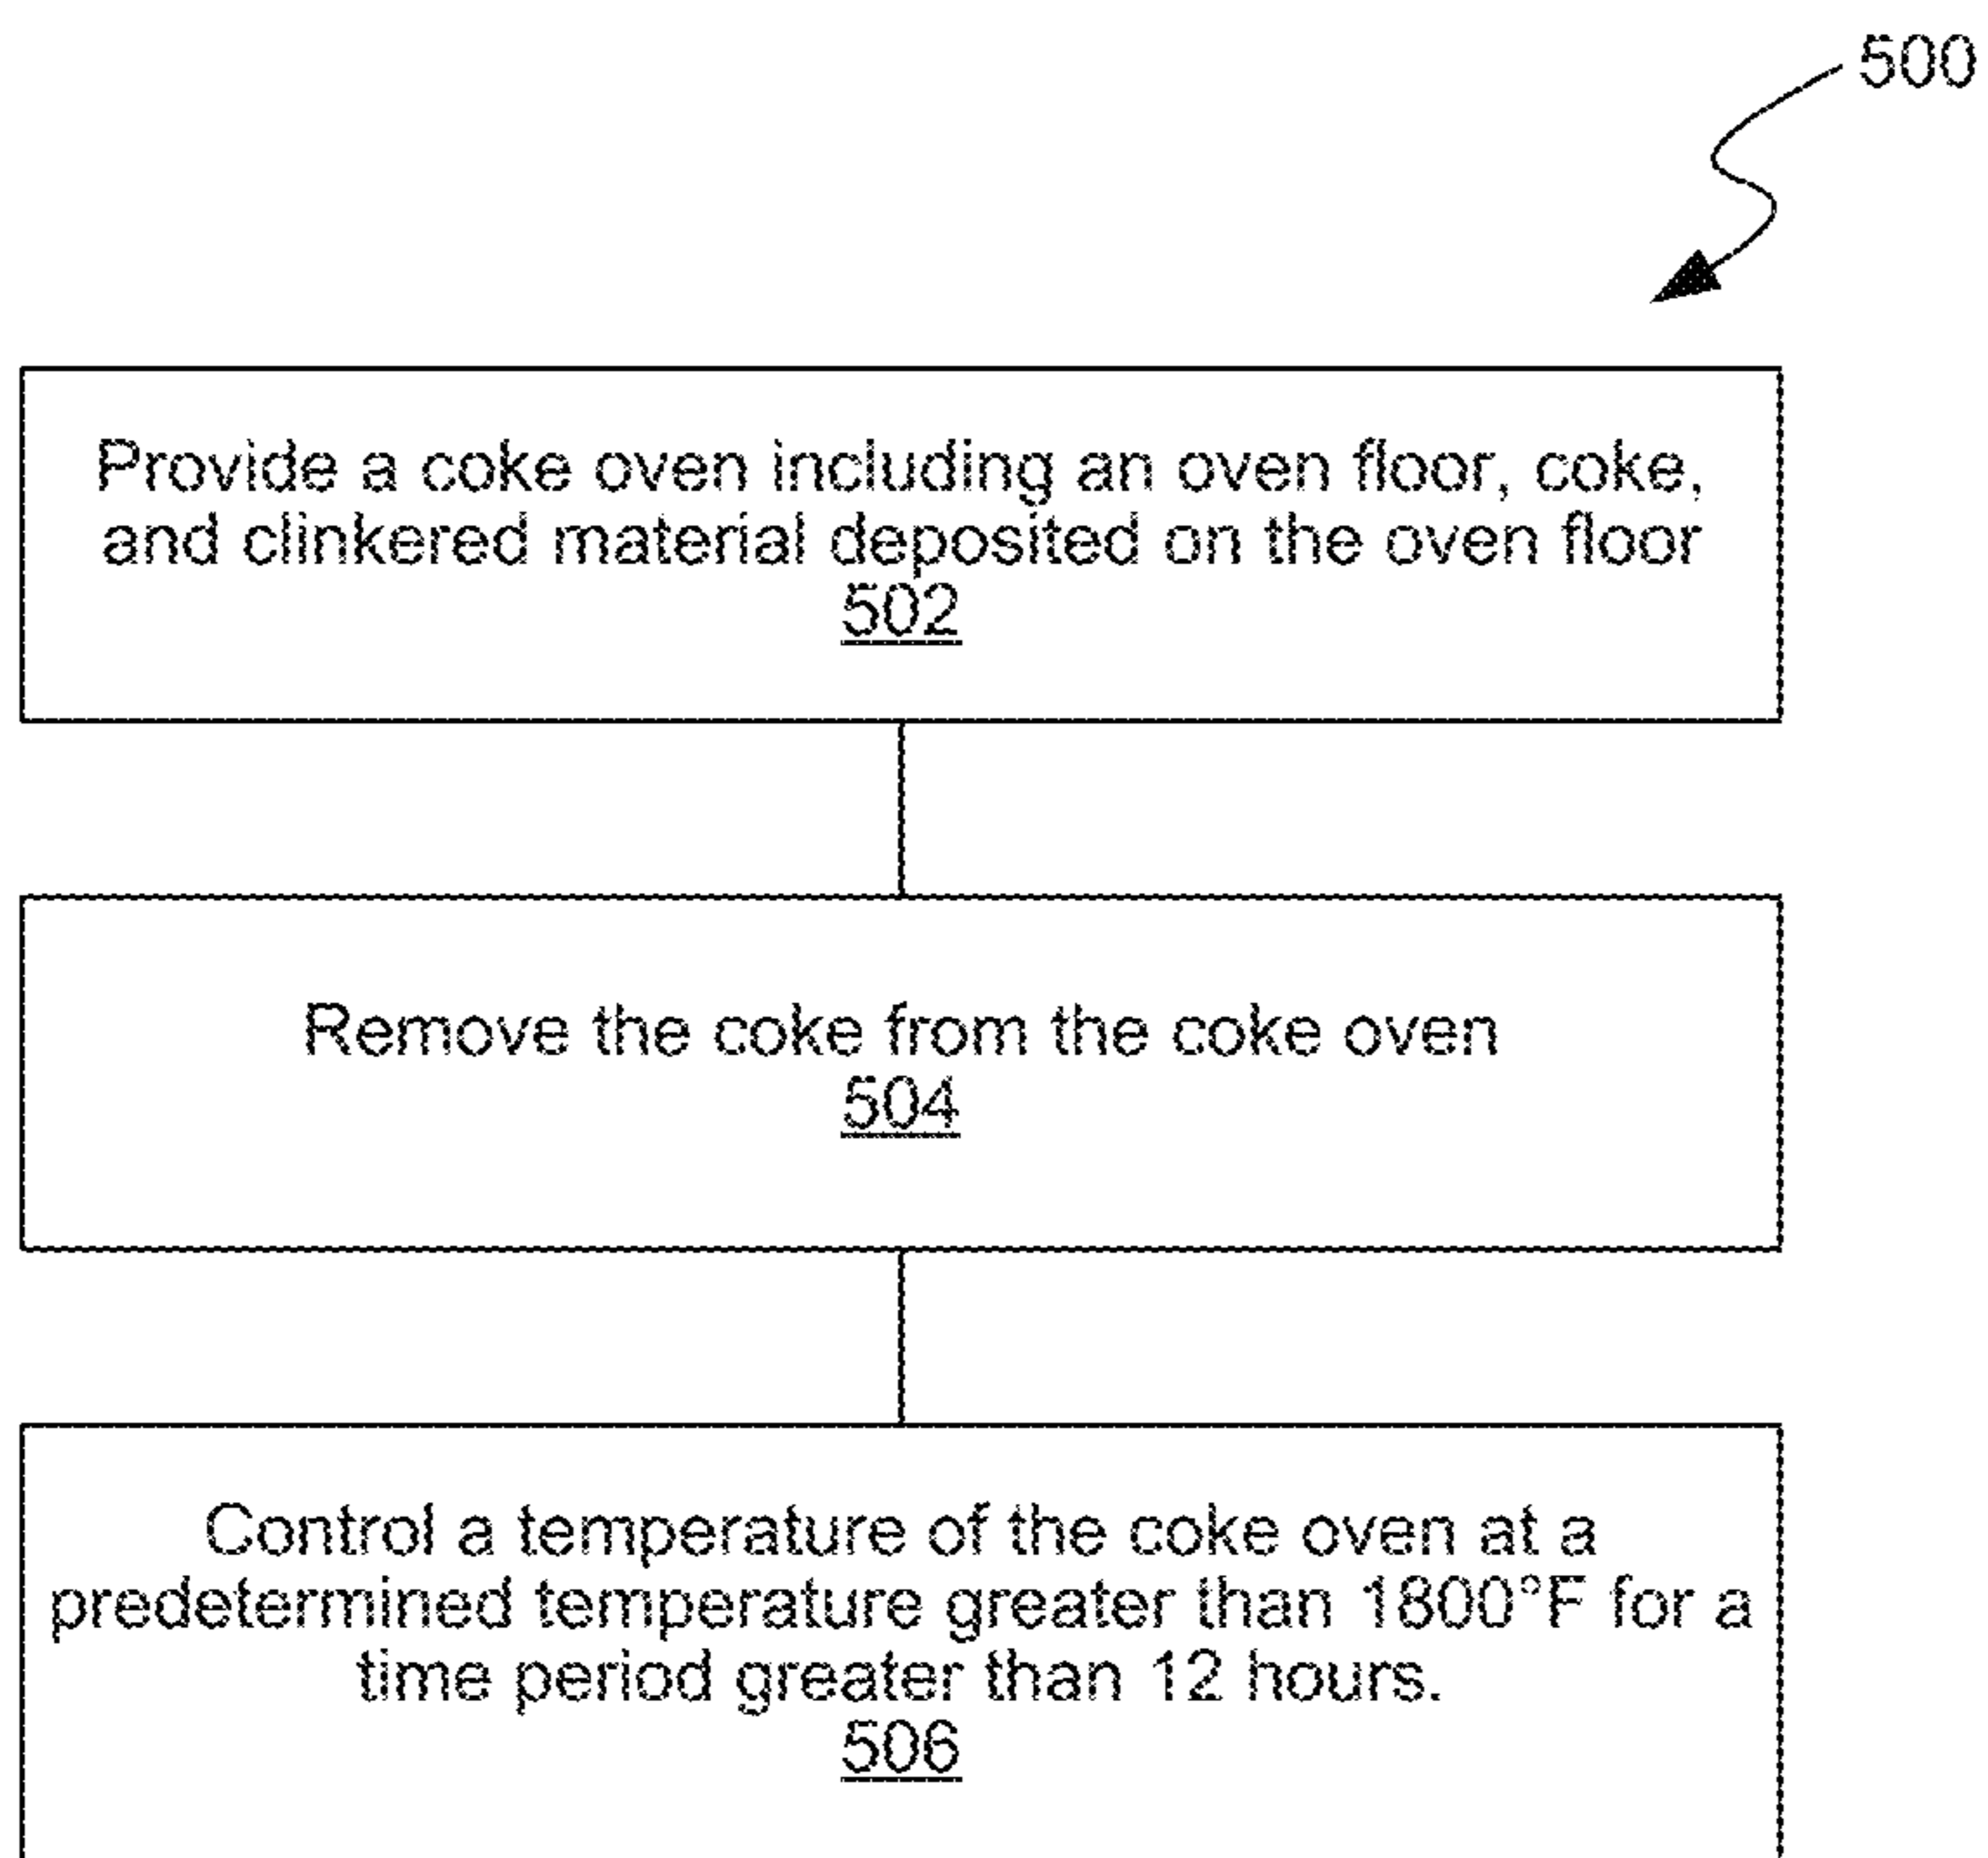 500
Provide a coke oven including an oven floor, coke,
and clinkered material deposited on the oven floor
502
Remove the coke from the coke oven
504
Control a temperature of the coke oven at a
predetermined temperature greater than 1800°F for a
time period greater than 12 hours.
506